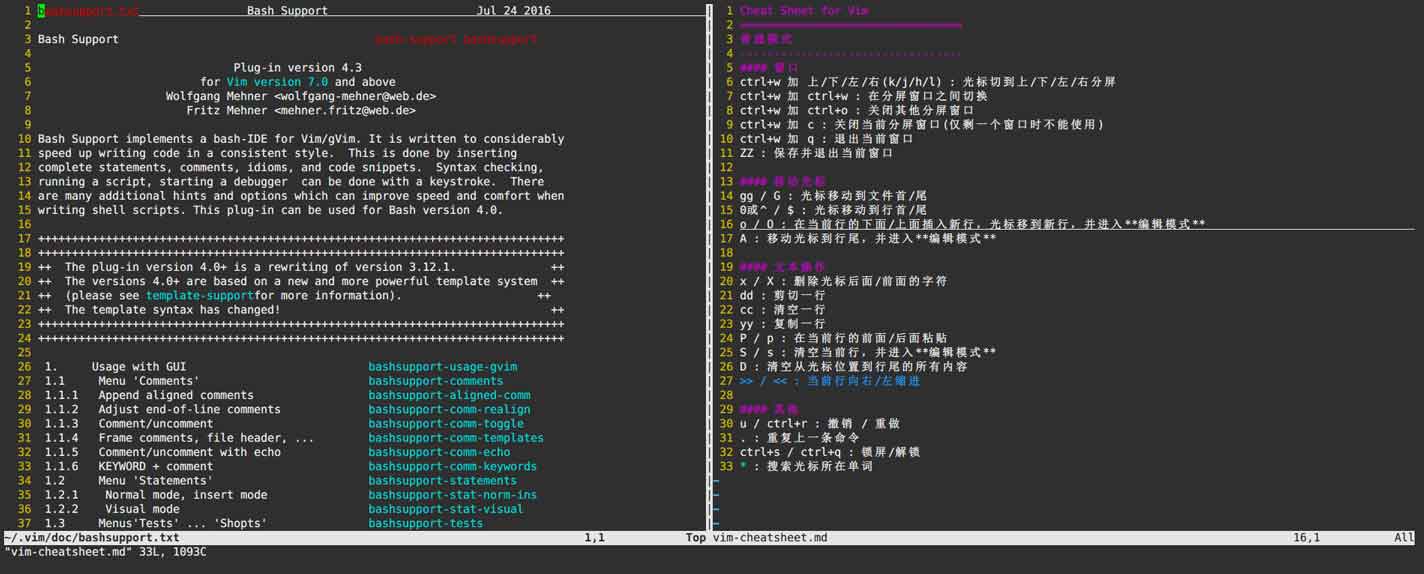 1 bashsupport.txt Bash Support Jul 24 2016
2
3 Bash Support bash-support bashsupport
4
5 Plug-in version 4.3
6 for Vim version 7.0 and above
7 Wolfgang Mehner <wolfgang-mehner@web.de>
8 Fritz Mehner <mehner.fritz@web.de>
9
10 Bash Support implements a bash-IDE for Vim/gVim. It is written to considerably
11 speed up writing code in a consistent style.  This is done by inserting
12 complete statements, comments, idioms, and code snippets.  Syntax checking,
13 running a script, starting a debugger  can be done with a keystroke.  There
14 are many additional hints and options which can improve speed and comfort when
15 writing shell scripts. This plug-in can be used for Bash version 4.0.
16
17 ++++++++++++++++++++++++++++++++++++++++++++++++++++++++++++++++++++++++++++++
18 ++++++++++++++++++++++++++++++++++++++++++++++++++++++++++++++++++++++++++++++
19 ++  The plug-in version 4.0+ is a rewriting of version 3.12.1.              ++
20 ++  The versions 4.0+ are based on a new and more powerful template system  ++
21 ++  (please see template-supportfor more information).                    ++
22 ++  The template syntax has changed!                                        ++
23 ++++++++++++++++++++++++++++++++++++++++++++++++++++++++++++++++++++++++++++++
24 ++++++++++++++++++++++++++++++++++++++++++++++++++++++++++++++++++++++++++++++
25
26 1. Usage with GUI bashsupport-usage-gvim
27 1.1 Menu 'Comments' bashsupport-comments
28 1.1.1 Append aligned comments bashsupport-aligned-comm
29 1.1.2 Adjust end-of-line comments bashsupport-comm-realign
30 1.1.3 Comment/uncomment bashsupport-comm-toggle
31 1.1.4 Frame comments, file header, ... bashsupport-comm-templates
32 1.1.5 Comment/uncomment with echo bashsupport-comm-echo
33 1.1.6 KEYWORD + comment bashsupport-comm-keywords
34 1.2 Menu 'Statements' bashsupport-statements
35 1.2.1 Normal mode, insert mode bashsupport-stat-norm-ins
36 1.2.2 Visual mode bashsupport-stat-visual
37 1.3 Menus'Tests' ... 'Shopts' bashsupport-tests
~/.vim/doc/bashsupport.txt 1,1 Top
"vim-cheatsheet.md" 33L, 1093C
1 Cheat Sheet for Vim
2 =================================
3 普通模式
4 ---------------------------------
5 #### 窗口
6 ctrl+w 加 上/下/左/右(k/j/h/l) : 光标切到上/下/左/右分屏
7 ctrl+w 加 ctrl+w : 在分屏窗口之间切换
8 ctrl+w 加 ctrl+o : 关闭其他分屏窗口
9 ctrl+w 加 c : 关闭当前分屏窗口(仅剩一个窗口时不能使用)
10 ctrl+w 加 q : 退出当前窗口
11 ZZ : 保存并退出当前窗口
12
13 #### 移动光标
14 gg / G : 光标移动到文件首/尾
15 0或^ / $ : 光标移动到行首/尾
16 o / O : 在当前行的下面/上面插入新行，光标移到新行，并进入**编辑模式**
17 A : 移动光标到行尾，并进入**编辑模式**
18
19 #### 文本操作
20 x / X : 删除光标后面/前面的字符
21 dd : 剪切一行
22 cc : 清空一行
23 yy : 复制一行
24 P / p : 在当前行的前面/后面粘贴
25 S / s : 清空当前行，并进入**编辑模式**
26 D : 清空从光标位置到行尾的所有内容
27 >> / << : 当前行向右/左缩进
28
29 #### 其他
30 u / ctrl+r : 撤销 / 重做
31 . : 重复上一条命令
32 ctrl+s / ctrl+q : 锁屏/解锁
33 * : 搜索光标所在单词
~
~
~
~
vim-cheatsheet.md 16,1 All